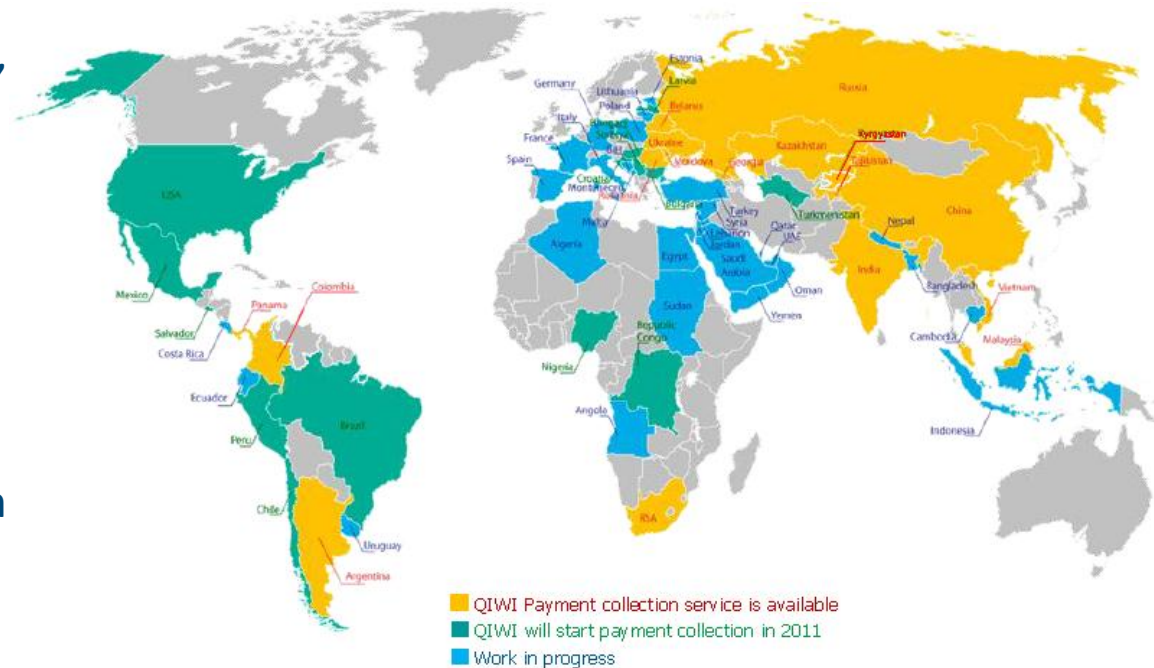 Estonia
Latvia
Germany
Lithuania
Poland
Belarus
Russia
Italy
Hungary
France
Ukraine
Kazakhstan
Kyrgyzstan
Spain
Moldova
Georgia
Croatia
Montenegro
Bulgaria
Turkey
Turkmenistan
China
USA
Malta
Syria
Lebanon
Jordan
Qatar
UAE
Nepal
Algeria
Egypt
Saudi
Arabia
India
Oman
Bangladesh
Vietnam
Mexico
Panama
Colombia
Sudan
Yemen
Salvador
Costa Rica
Republic
Congo
Cambodia
Malaysia
Nigeria
Ecuador
Angola
Indonesia
Peru
Brazil
Chile
RSA
Uruguay
Argentina
QIWI Payment collection service is available
QIWI will start payment collection in 2011
Work in progress